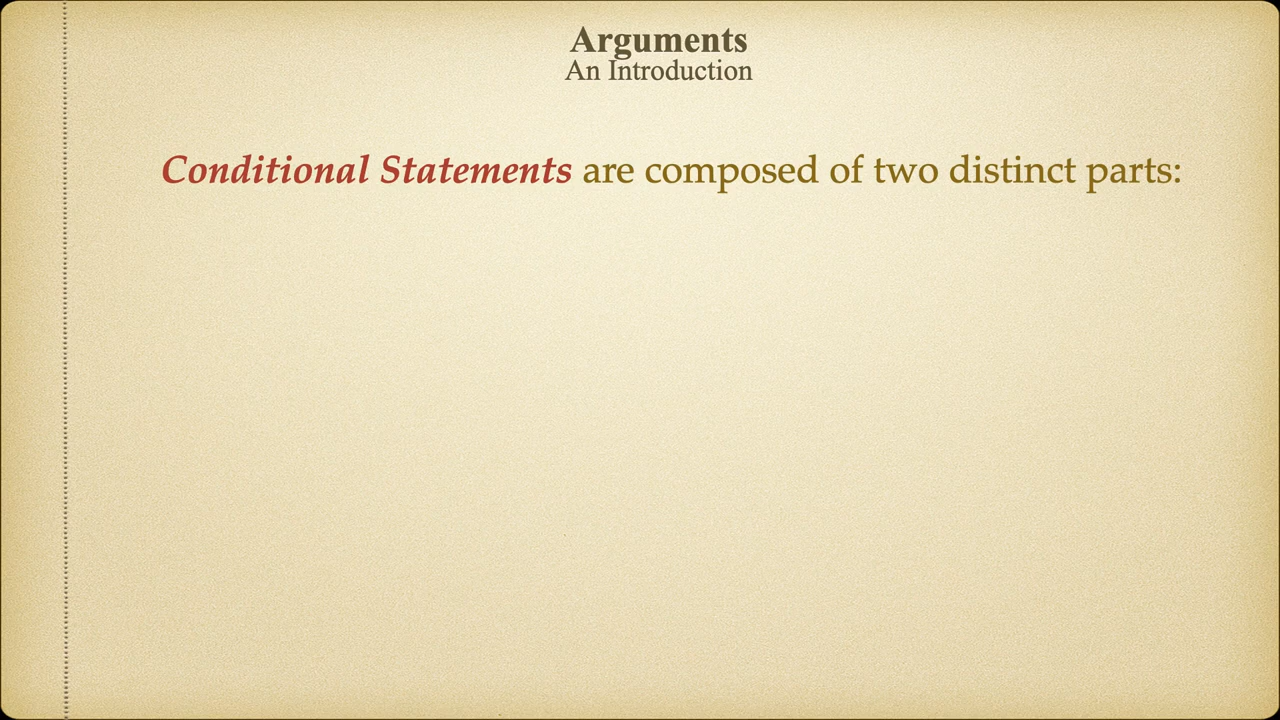 Arguments
An Introduction
Conditional Statements are composed of two distinct parts: